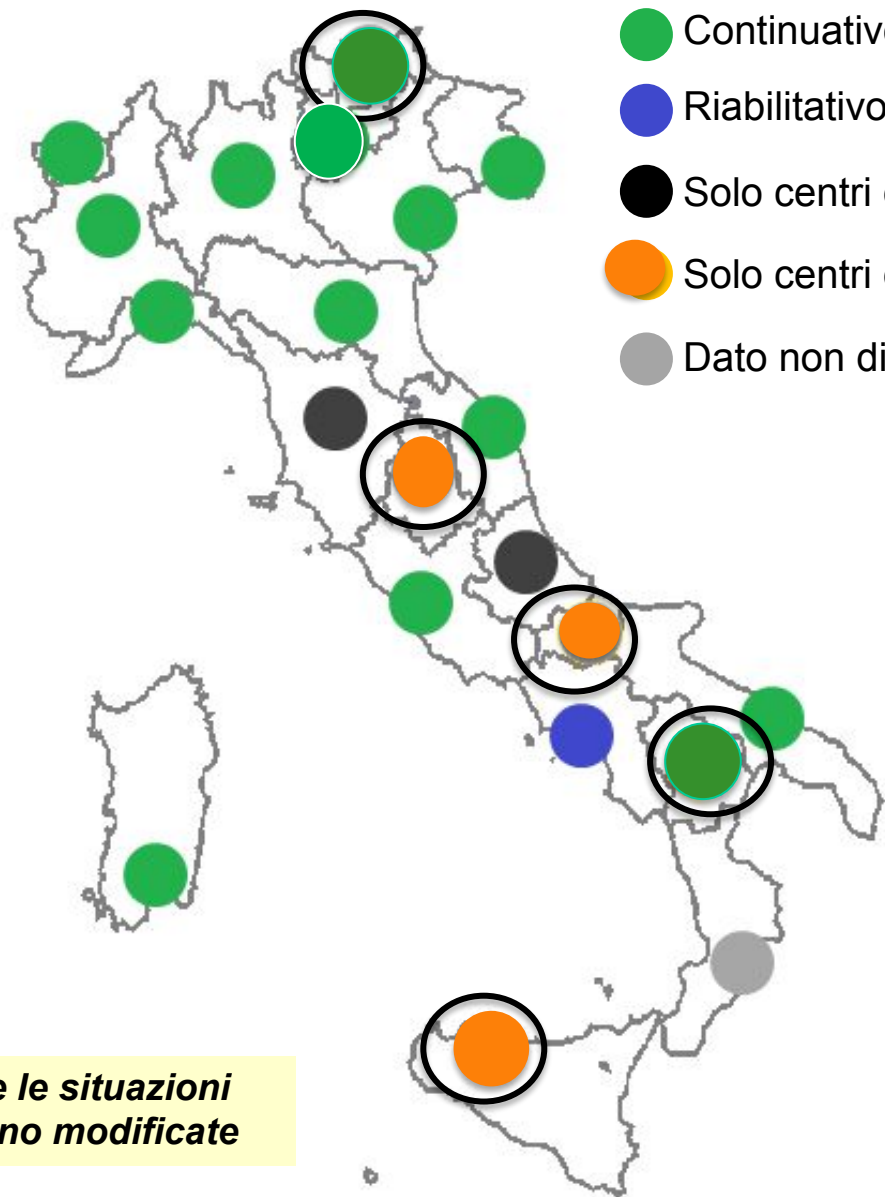 Continuativo
Riabilitativo
Solo centri
Solo centri
Dato non di
e le situazioni
no modificate